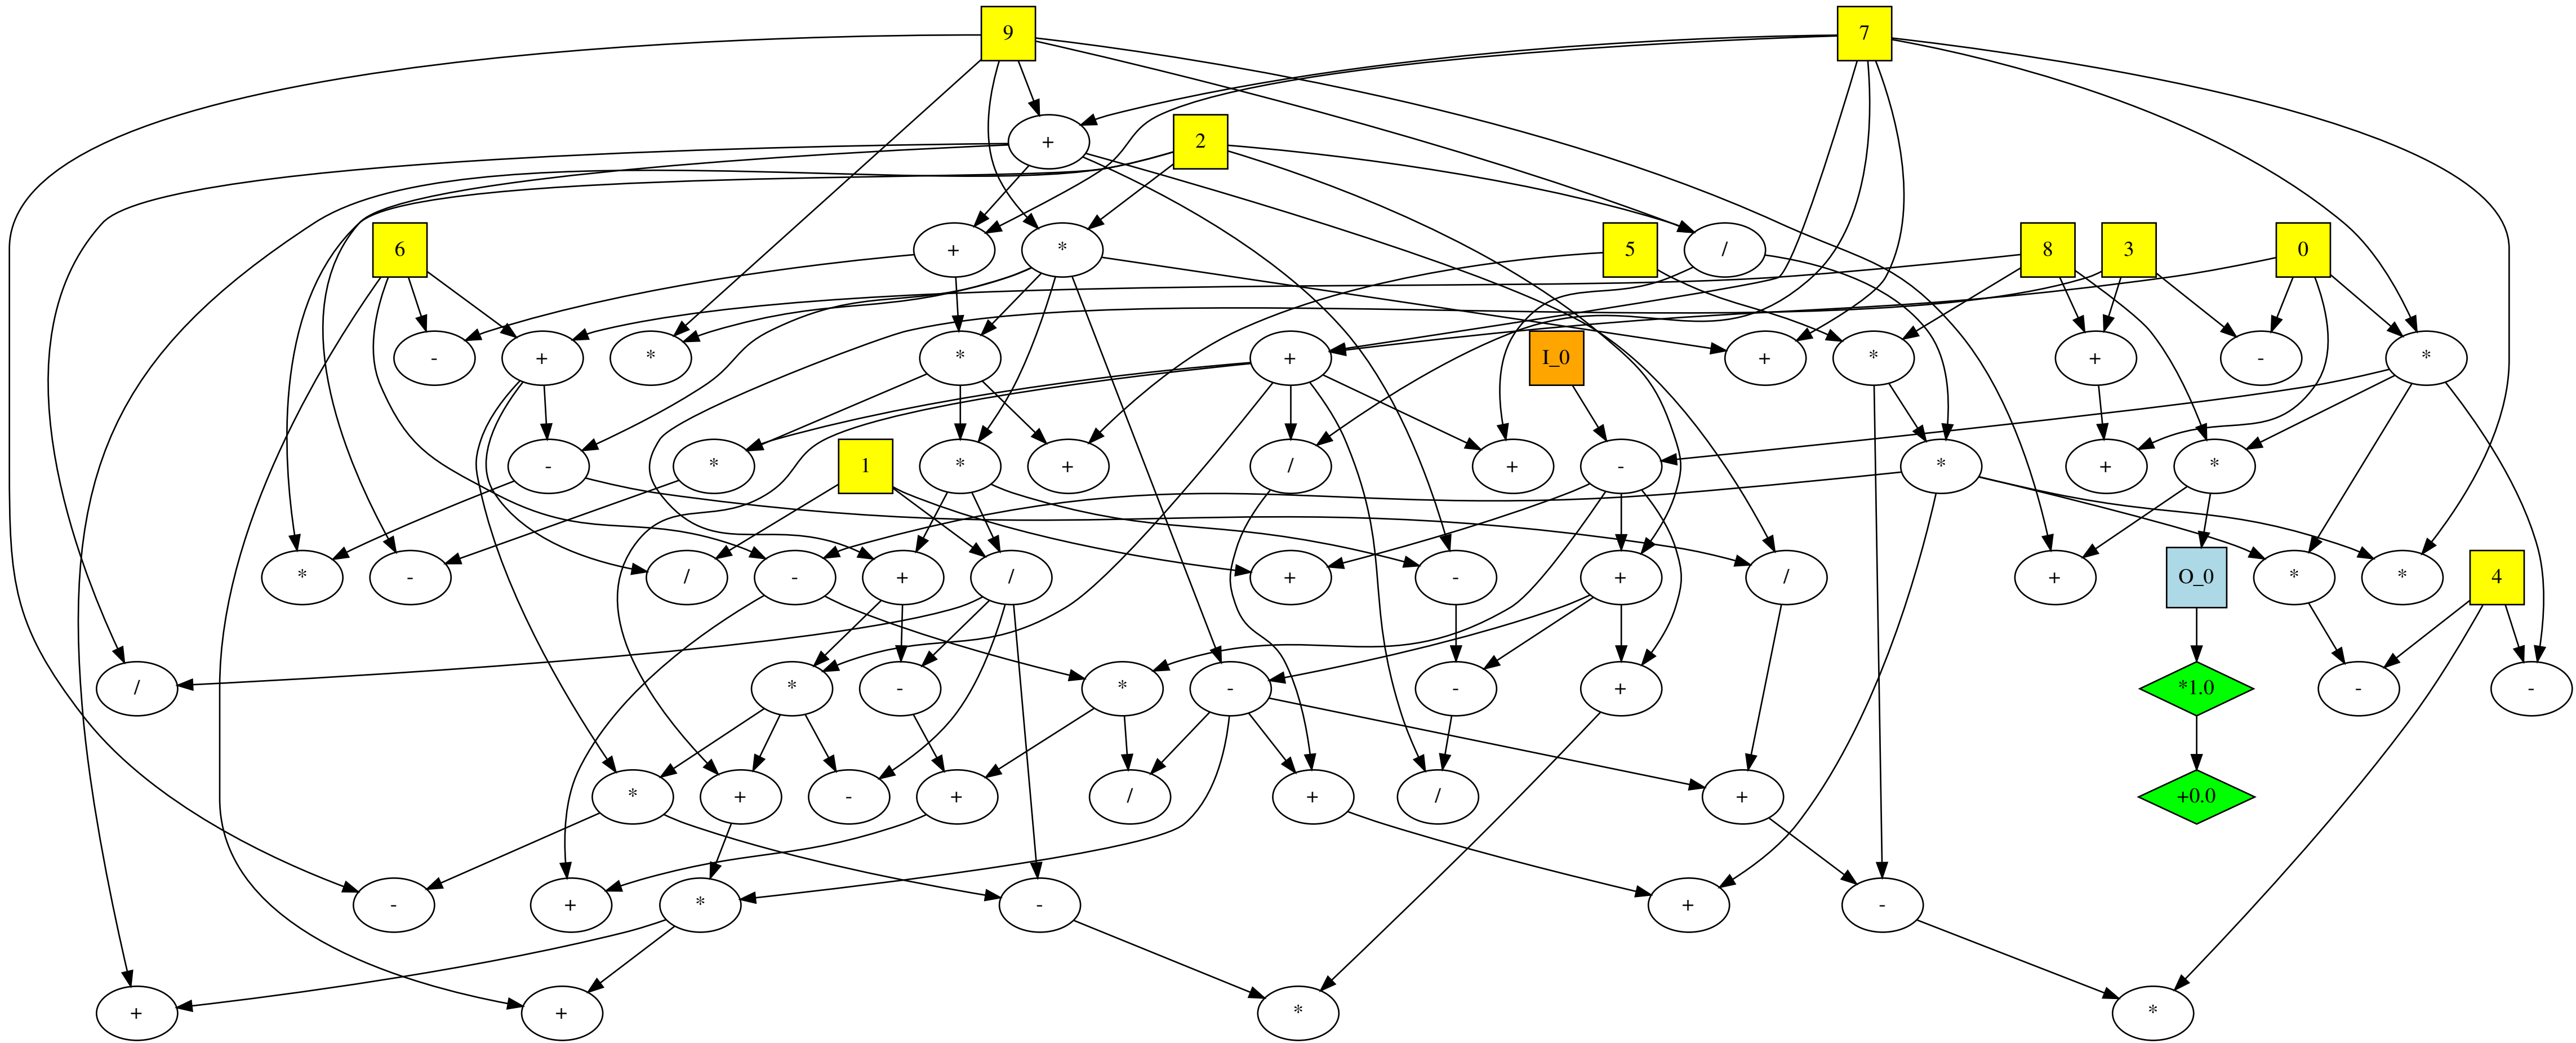 9 7
+ 2
6 + * 5 / 8 3 0
- + * * + I_0 + * + - *
- * 1 * + / + - * + *
* - / - + / + - + / + O_0 * * 4
/ * - * - - + *1.0 - -
* + - + / + / + +0.0
- + * - + -
+ + * *